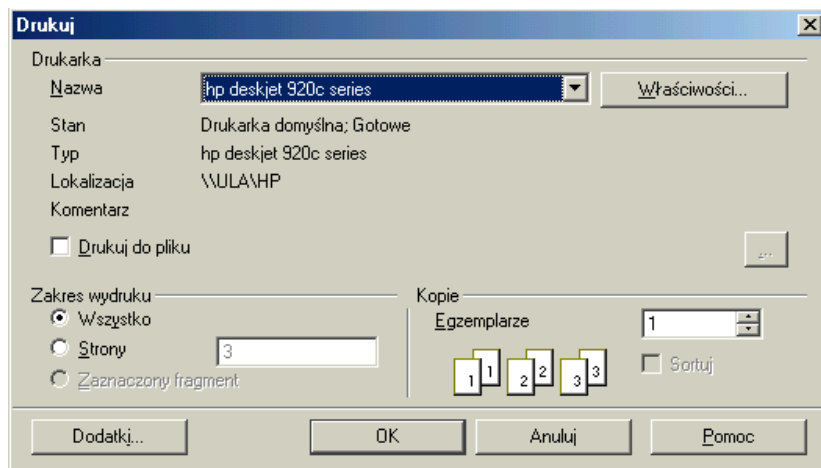 Drukuj
Drukarka
Nazwa hp deskjet 920c series Właściwości...
Stan Drukarka domyślna; Gotowe
Typ hp deskjet 920c series
Lokalizacja \\ULA\HP
Komentarz
Drukuj do pliku ...
Zakres wydruku Kopie
Wszystko Egzemplarze 1
Strony 3 1 1 2 2 3 3 Sortuj
Zaznaczony fragment
Dodatki... OK Anuluj Pomoc